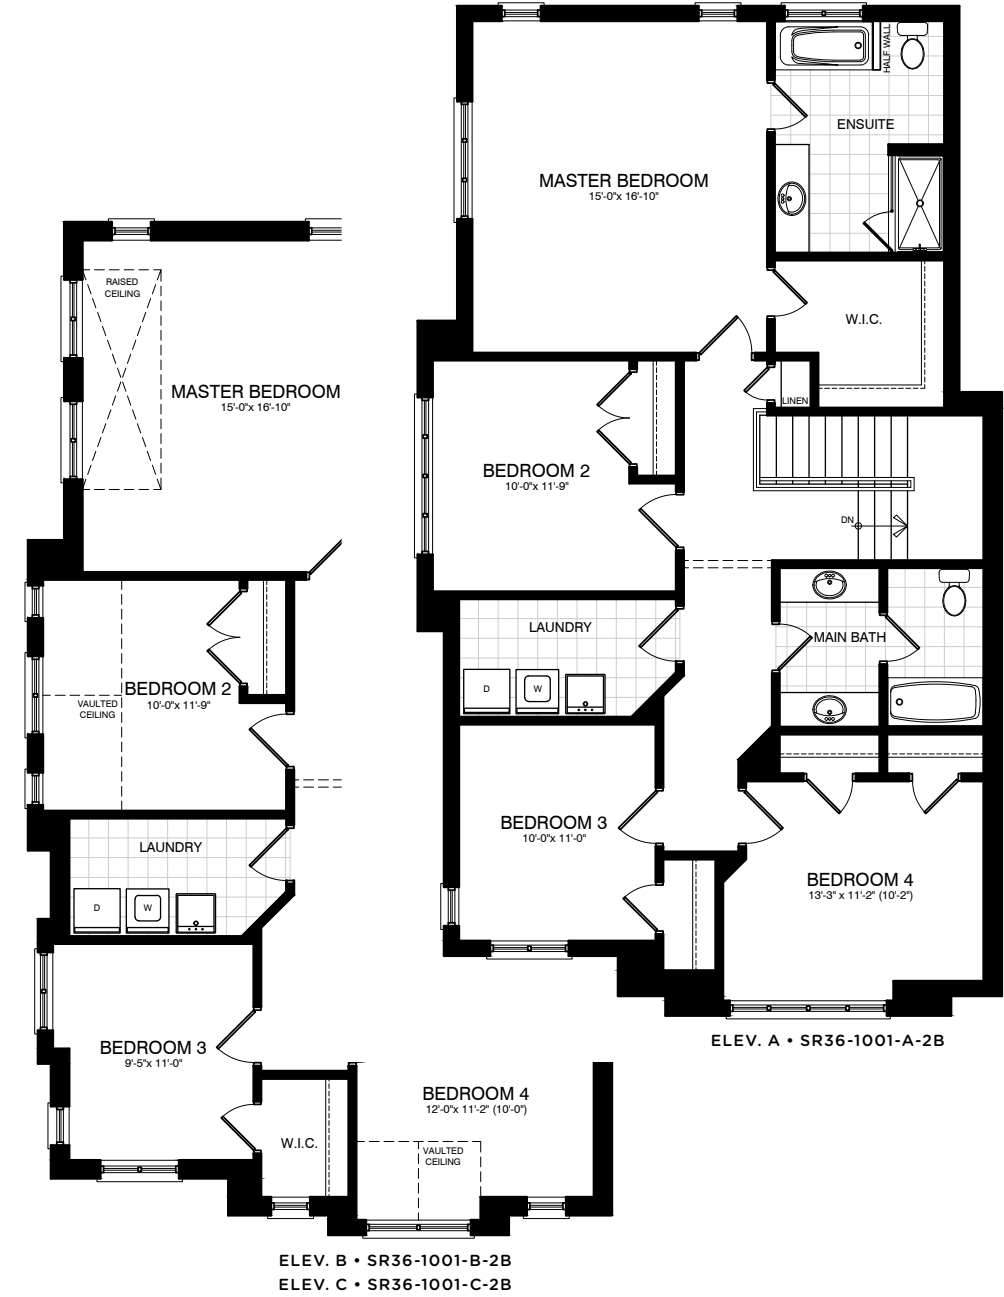 HALF WALL
ENSUITE
MASTER BEDROOM
15'-0"x 16'-10"
W.I.C.
LINEN
BEDROOM 2
10'-0"x 11'-9"
DN
LAUNDRY
D
W
MAIN BATH
BEDROOM 3
10'-0"x 11'-0"
BEDROOM 4
13'-3" x 11'-2" (10'-2")
ELEV. A • SR36-1001-A-2B
RAISED
CEILING
MASTER BEDROOM
15'-0"x 16'-10"
BEDROOM 2
10'-0"x 11'-9"
VAULTED
CEILING
LAUNDRY
D
W
BEDROOM 3
9'-5"x 11'-0"
W.I.C.
BEDROOM 4
12'-0"x 11'-2" (10'-0")
VAULTED
CEILING
ELEV. B • SR36-1001-B-2B
ELEV. C • SR36-1001-C-2B